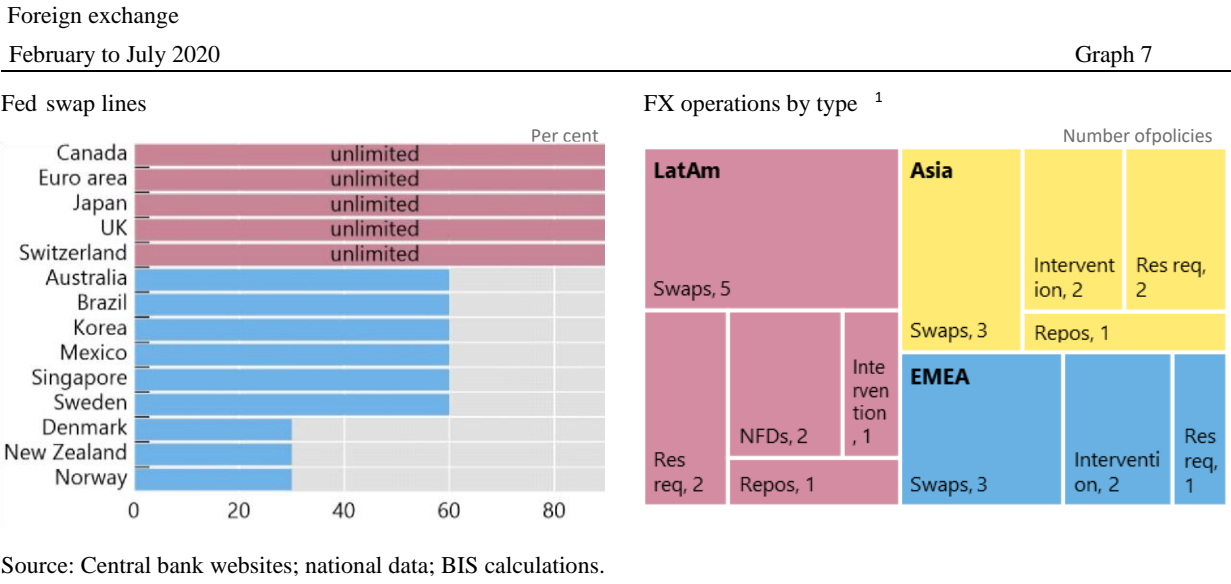 Foreign exchange
February to July 2020 Graph 7
Fed swap lines
Per cent
Canada unlimited
Euro area unlimited
Japan unlimited
UK unlimited
Switzerland unlimited
Australia
Brazil
Korea
Mexico
Singapore
Sweden
Denmark
New Zealand
Norway
0 20 40 60 80
FX operations by type 1
Number ofpolicies
LatAm
Swaps, 5
Res
req, 2
NFDs, 2
Inte
rven
tion
, 1
Repos, 1
Asia
Swaps, 3
Intervent
ion, 2
Res req,
2
Repos, 1
EMEA
Swaps, 3
Interventi
on, 2
Res
req,
1
Source: Central bank websites; national data; BIS calculations.